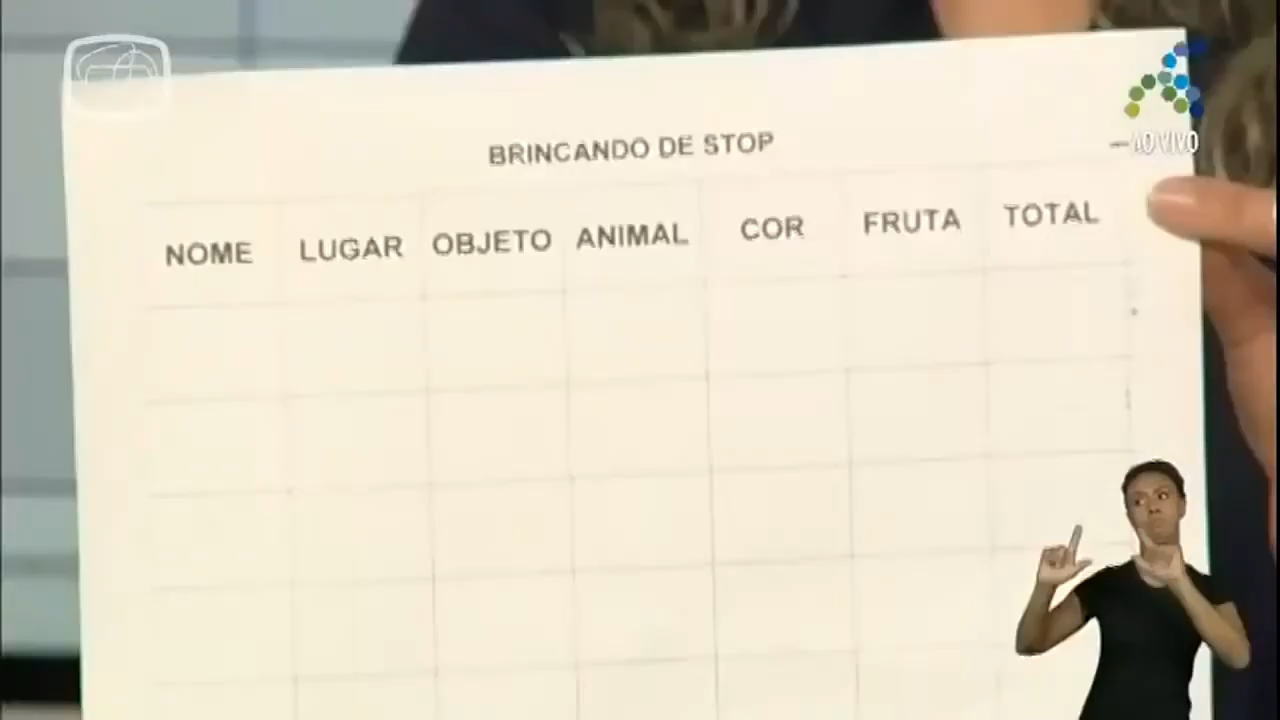 BRINCANDO DE STOP
NOME LUGAR OBJETO ANIMAL COR FRUTA TOTAL
AO VIVO